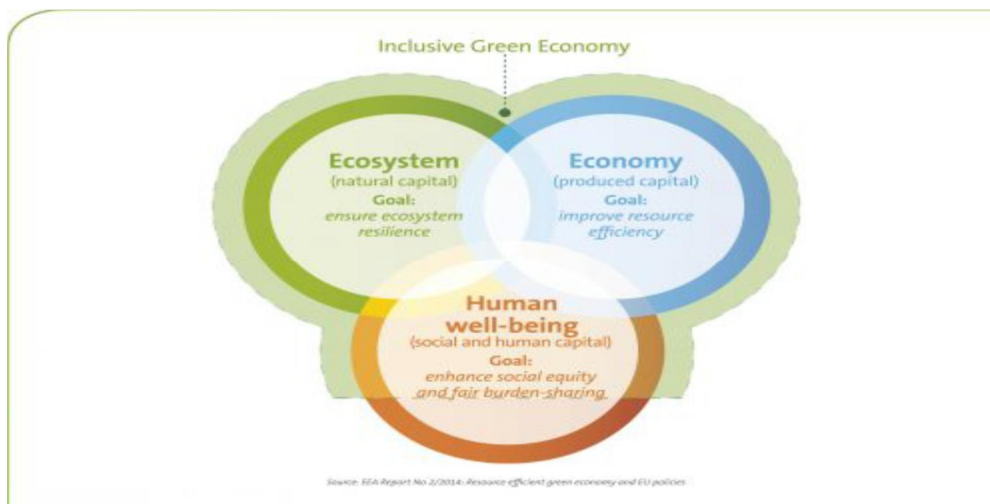 Inclusive Green Economy
Ecosystem
(natural capital)
Goal:
ensure ecosystem
resilience
Economy
(produced capital)
Goal:
improve resource
efficiency
Human
well-being
(social and human capital)
Goal:
enhance social equity
and fair burden-sharing
Source: EEA Report No 2/2014: Resource-efficient green economy and EU policies